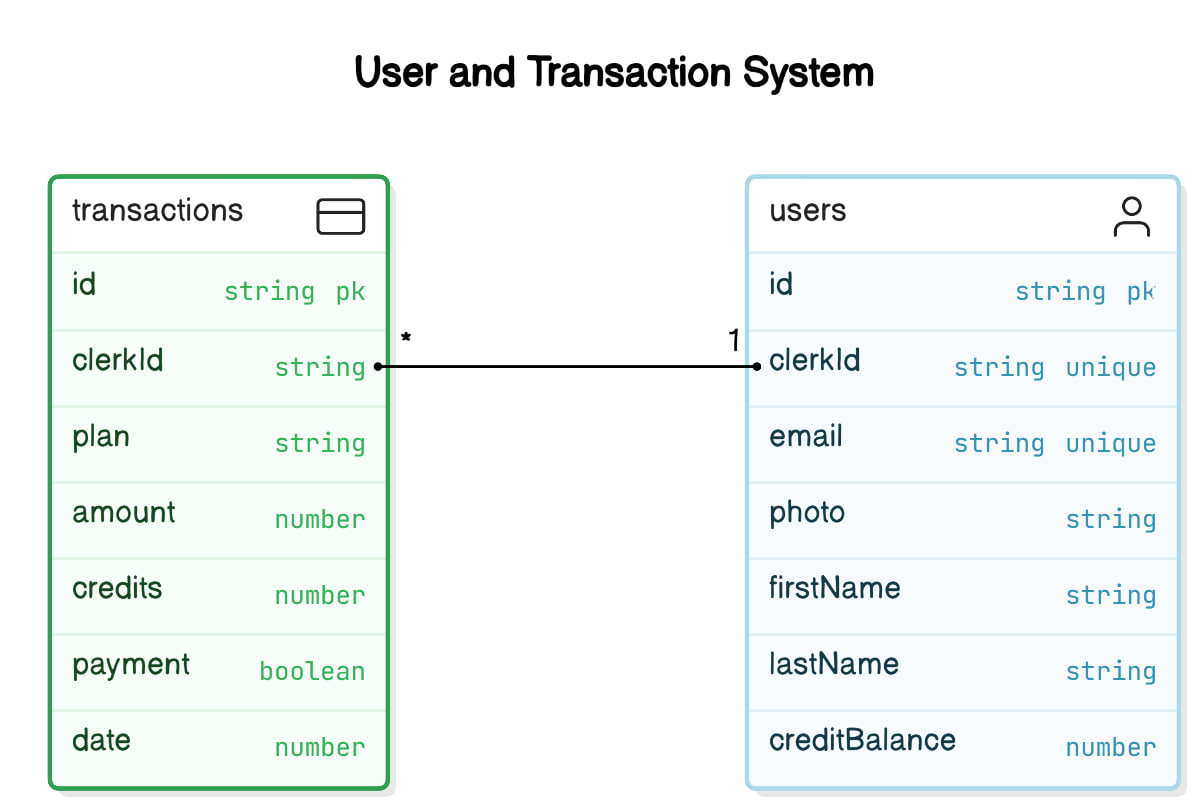 User and Transaction System
transactions
id string pk
clerkId string
plan string
amount number
credits number
payment boolean
date number
* 1
users
id string pk
clerkId string unique
email string unique
photo string
firstName string
lastName string
creditBalance number